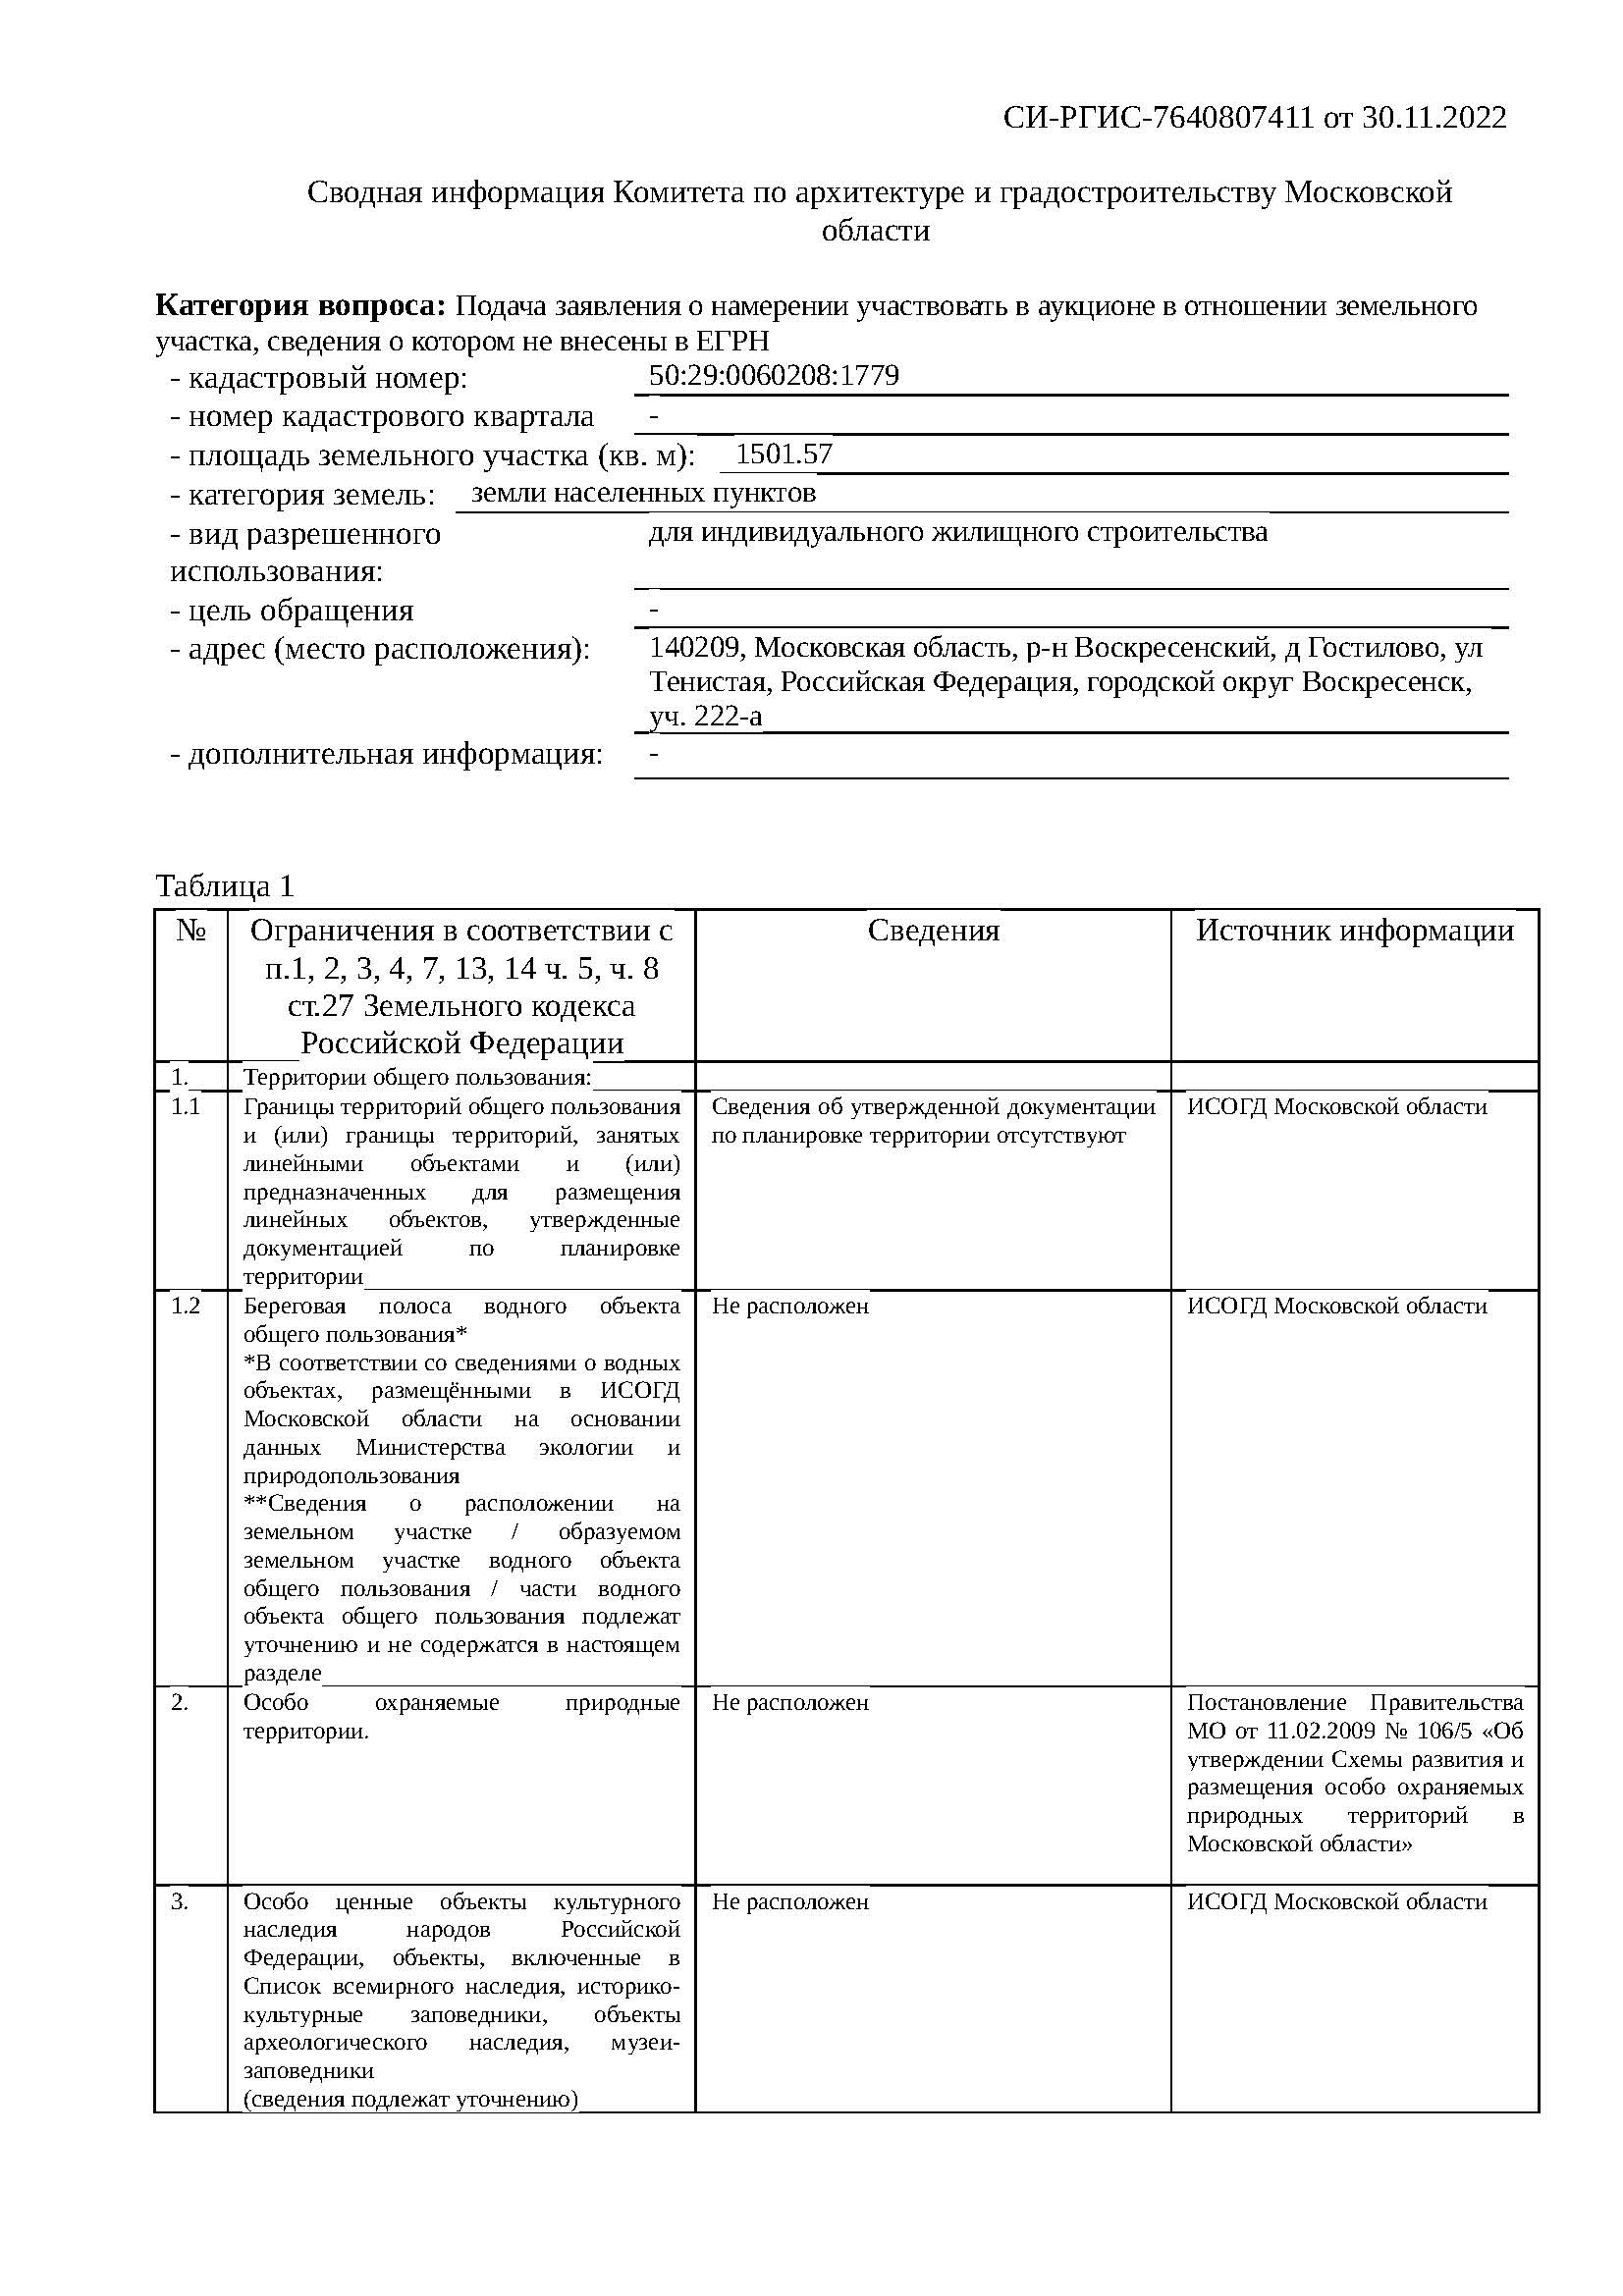 СИ-РГИС-7640807411 от 30.11.2022
Сводная информация Комитета по архитектуре и градостроительству Московской
области
Категория вопроса: Подача заявления о намерении участвовать в аукционе в отношении земельного
участка, сведения о котором не внесены в ЕГРН
- кадастровый номер: 50:29:0060208:1779
- номер кадастрового квартала -
- площадь земельного участка (кв. м): 1501.57
- категория земель: земли населенных пунктов
- вид разрешенного для индивидуального жилищного строительства
использования:
- цель обращения -
- адрес (место расположения): 140209, Московская область, р-н Воскресенский, д Гостилово, ул
Тенистая, Российская Федерация, городской округ Воскресенск,
уч. 222-а
- дополнительная информация: -
Таблица 1
№
Ограничения в соответствии с
п.1, 2, 3, 4, 7, 13, 14 ч. 5, ч. 8
ст.27 Земельного кодекса
Российской Федерации
Сведения
Источник информации
1.
Территории общего пользования:
1.1
Границы территорий общего пользования
и (или) границы территорий, занятых
линейными объектами и (или)
предназначенных для размещения
линейных объектов, утвержденные
документацией по планировке
территории
Сведения об утвержденной документации
по планировке территории отсутствуют
ИСОГД Московской области
1.2
Береговая полоса водного объекта
общего пользования*
*В соответствии со сведениями о водных
объектах, размещёнными в ИСОГД
Московской области на основании
данных Министерства экологии и
природопользования
**Сведения о расположении на
земельном участке / образуемом
земельном участке водного объекта
общего пользования / части водного
объекта общего пользования подлежат
уточнению и не содержатся в настоящем
разделе
Не расположен
ИСОГД Московской области
2.
Особо охраняемые природные
территории.
Не расположен
Постановление Правительства
МО от 11.02.2009 № 106/5 «Об
утверждении Схемы развития и
размещения особо охраняемых
природных территорий в
Московской области»
3.
Особо ценные объекты культурного
наследия народов Российской
Федерации, объекты, включенные в
Список всемирного наследия, историко-
культурные заповедники, объекты
археологического наследия, музеи-
заповедники
(сведения подлежат уточнению)
Не расположен
ИСОГД Московской области